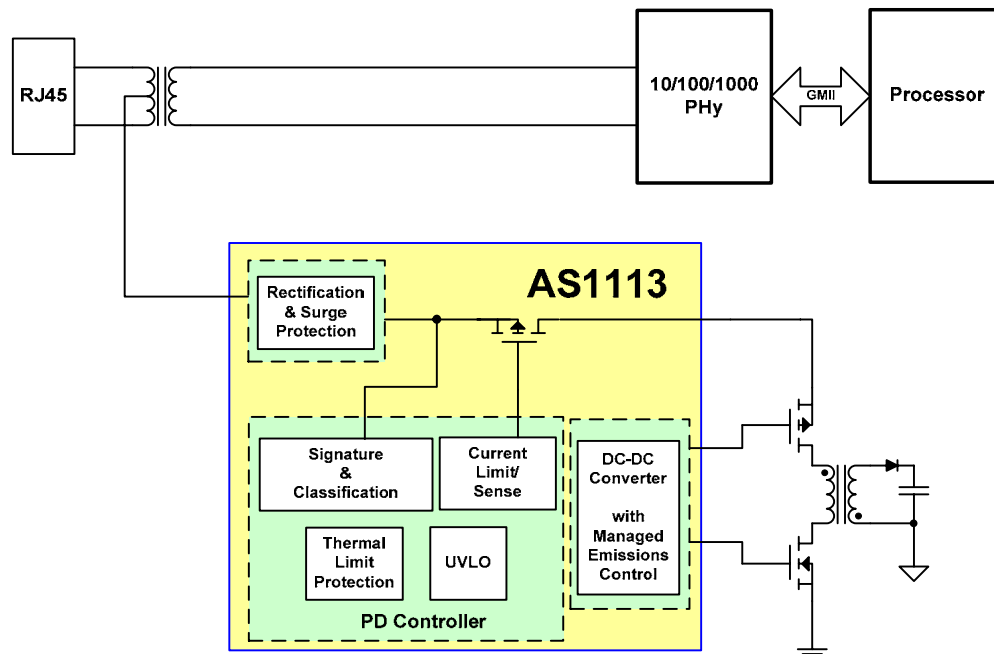 RJ45
10/100/1000
PHy
GMII
Processor
AS1113
Rectification
& Surge
Protection
Signature
&
Classification
Current
Limit/
Sense
DC-DC
Converter
with
Managed
Emissions
Control
Thermal
Limit
Protection
UVLO
PD Controller